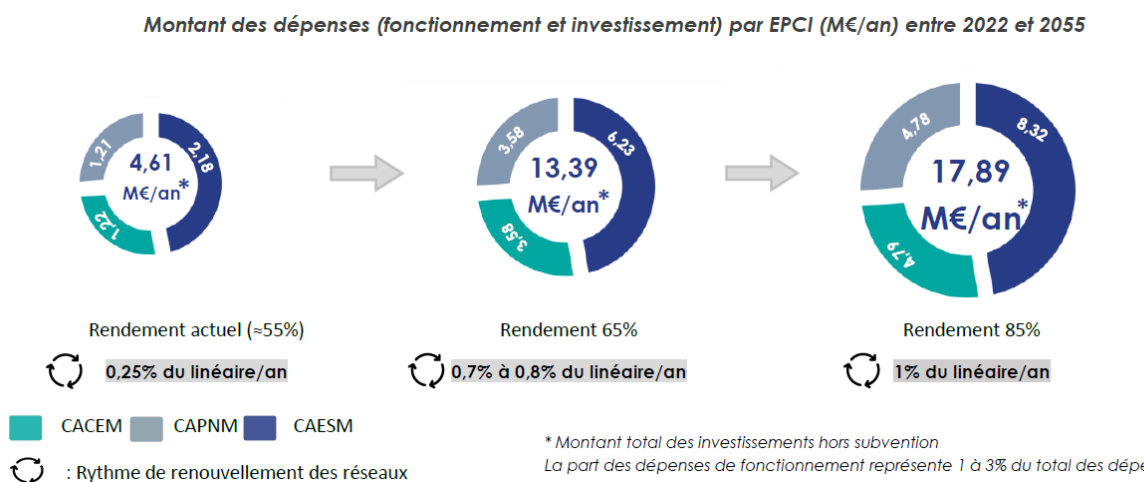 Montant des dépenses (fonctionnement et investissement) par EPCI (M€/an) entre 2022 et 2055
1,21
2,18
4,61
M€/an*
1,22
3,58
6,23
13,39
M€/an*
3,58
4,78
8,32
17,89
M€/an*
4,79
Rendement actuel (≈55%)
Rendement 65%
Rendement 85%
0,25% du linéaire/an
0,7% à 0,8% du linéaire/an
1% du linéaire/an
CACEM
CAPNM
CAESM
* Montant total des investissements hors subvention
La part des dépenses de fonctionnement représente 1 à 3% du total des dépe
: Rythme de renouvellement des réseaux